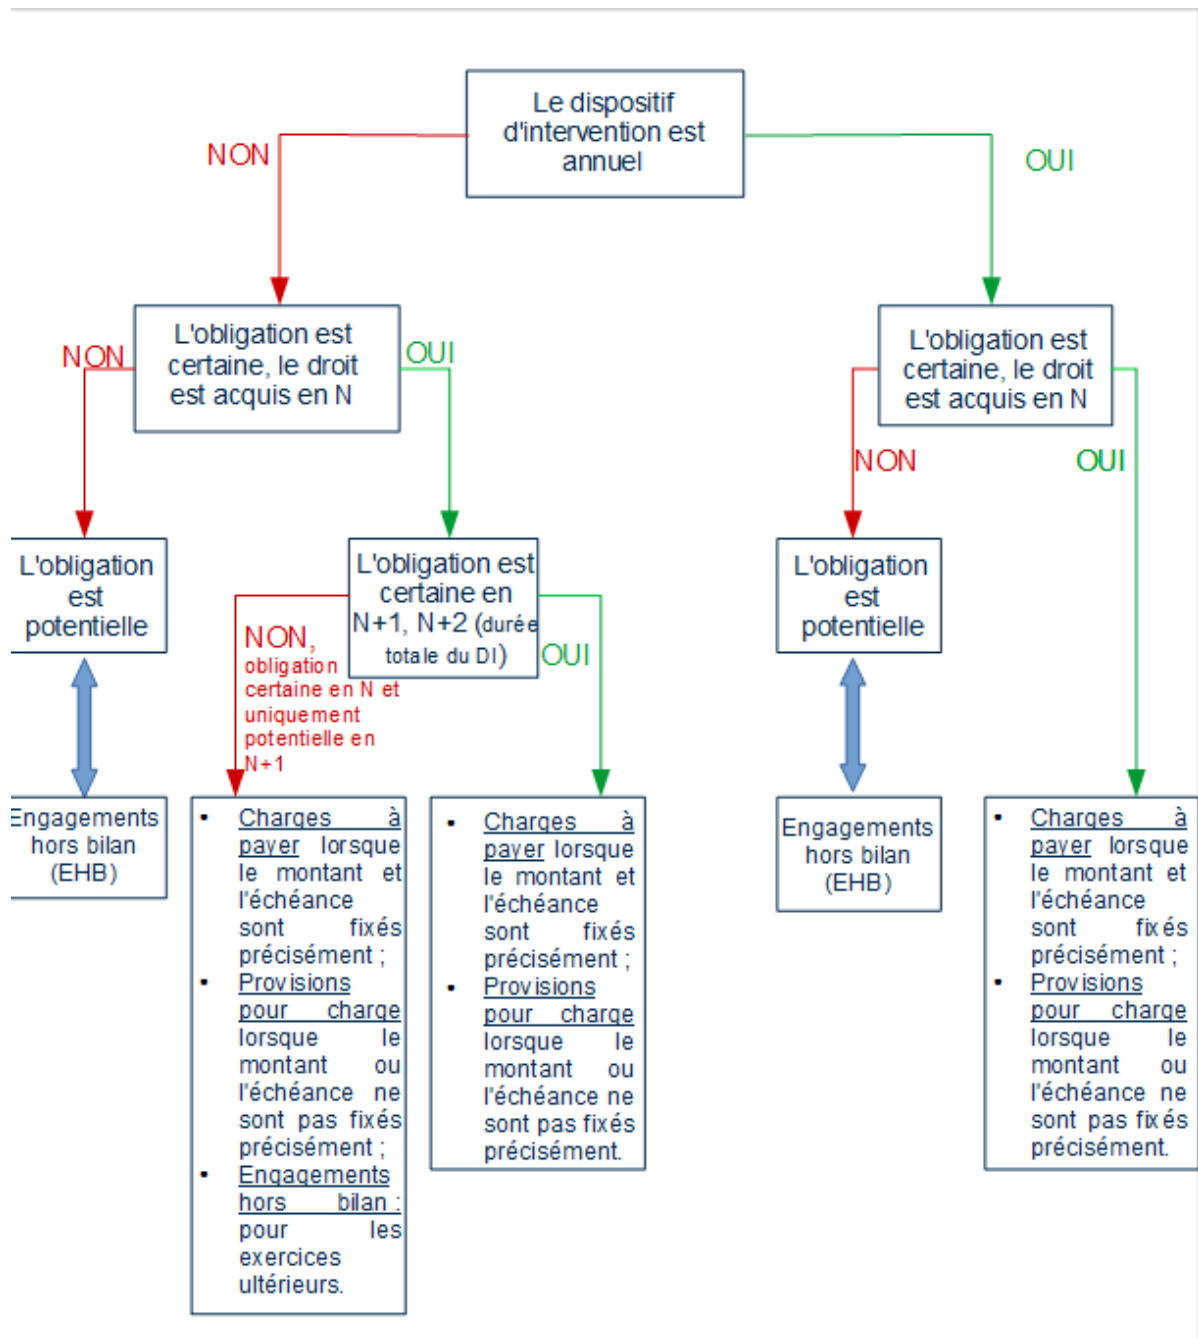 Le dispositif
d'intervention est
annuel
NON
OUI
L'obligation est
certaine, le droit
est acquis en N
L'obligation est
certaine, le droit
est acquis en N
NON
OUI
NON
OUI
L'obligation
est
potentielle
L'obligation est
certaine en
N+1, N+2 (durée
totale du DI)
L'obligation
est
potentielle
NON,
obligation
certaine en N et
uniquement
potentielle en
N+1
OUI
Engagements
hors bilan
(EHB)
• Charges à
payer lorsque
le montant et
l'échéance
sont fixés
précisément ;
• Provisions
pour charge
lorsque le
montant ou
l'échéance ne
sont pas fixés
précisément ;
• Engagements
hors bilan :
pour les
exercices
ultérieurs.
• Charges à
payer lorsque
le montant et
l'échéance
sont fixés
précisément ;
• Provisions
pour charge
lorsque le
montant ou
l'échéance ne
sont pas fixés
précisément.
Engagements
hors bilan
(EHB)
• Charges à
payer lorsque
le montant et
l'échéance
sont fixés
précisément ;
• Provisions
pour charge
lorsque le
montant ou
l'échéance ne
sont pas fixés
précisément.